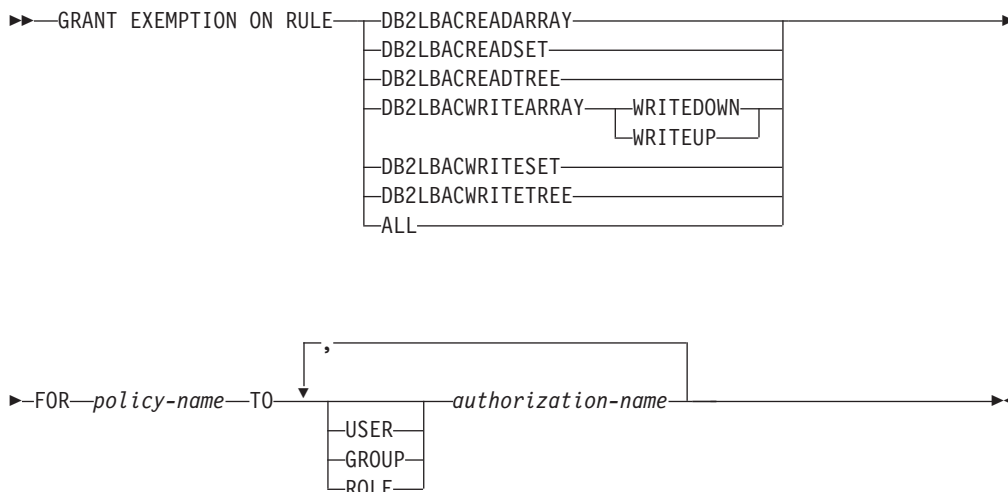 GRANT EXEMPTION ON RULE DB2LBACREADARRAY
DB2LBACREADSET
DB2LBACREADTREE
DB2LBACWRITEARRAY WRITEDOWN
WRITEUP
DB2LBACWRITESET
DB2LBACWRITETREE
ALL
,
FOR policy-name TO authorization-name
USER
GROUP
ROLE